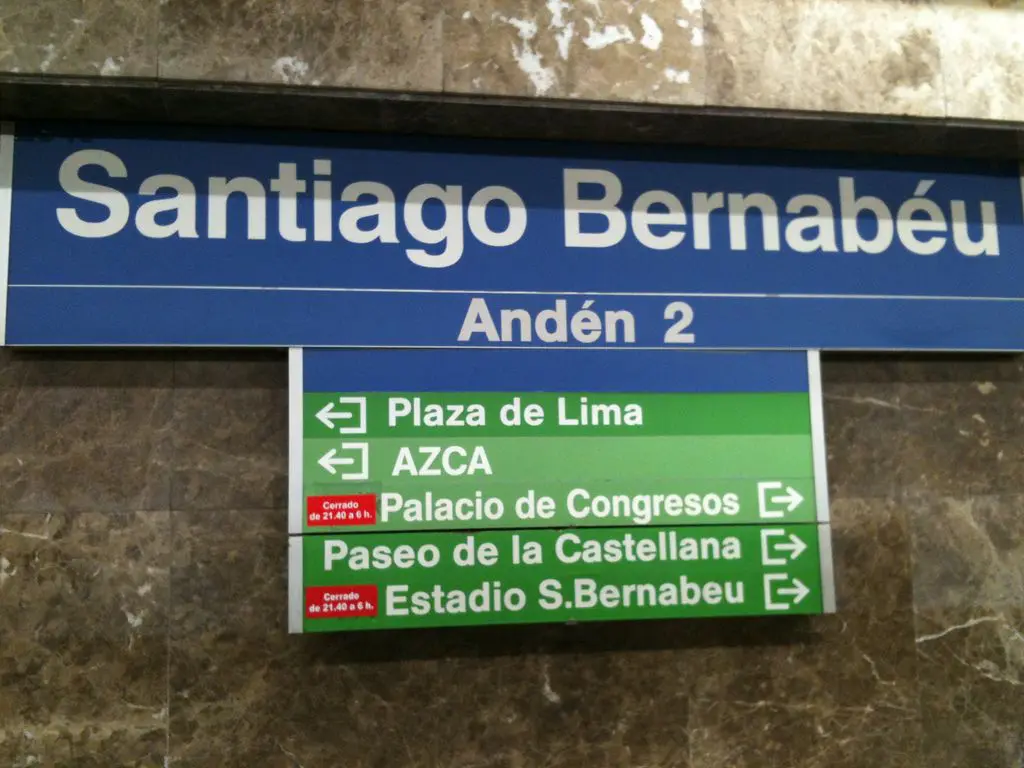 Santiago Bernabéu
Andén 2
Plaza de Lima
AZCA
Cerrado
de 21.40 a 6 h.
Palacio de Congresos
Paseo de la Castellana
Cerrado
de 21.40 a 6 h.
Estadio S.Bernabeu